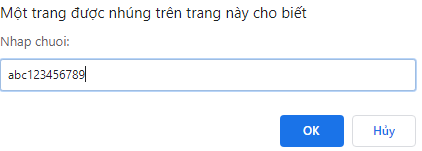 Một trang được nhúng trên trang này cho biết
Nhap chuoi:
abc123456789
OK
Hủy